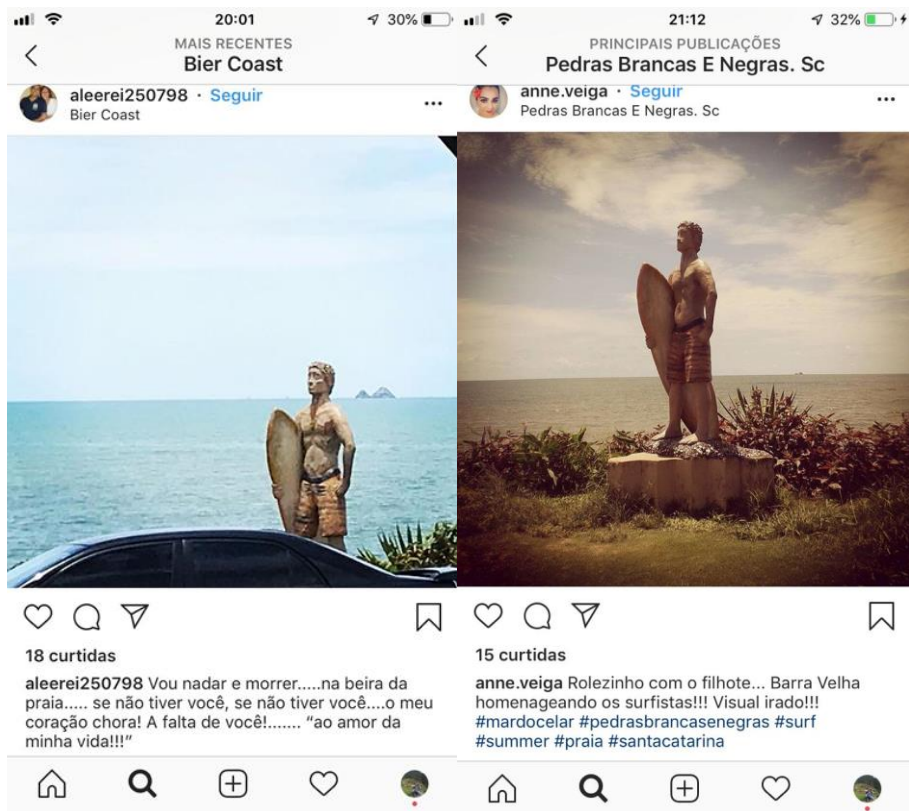 20:01
30%
MAIS RECENTES
Bier Coast
aleerei250798 · Seguir
Bier Coast
18 curtidas
aleerei250798 Vou nadar e morrer.....na beira da
praia..... se não tiver você, se não tiver você....o meu
coração chora! A falta de você!....... “ao amor da
minha vida!!!”
21:12
32%
PRINCIPAIS PUBLICAÇÕES
Pedras Brancas E Negras. Sc
anne.veiga · Seguir
Pedras Brancas E Negras. Sc
15 curtidas
anne.veiga Rolezinho com o filhote... Barra Velha
homenageando os surfistas!!! Visual irado!!!
#mardocelar #pedrasbrancasenegras #surf
#summer #praia #santacatarina